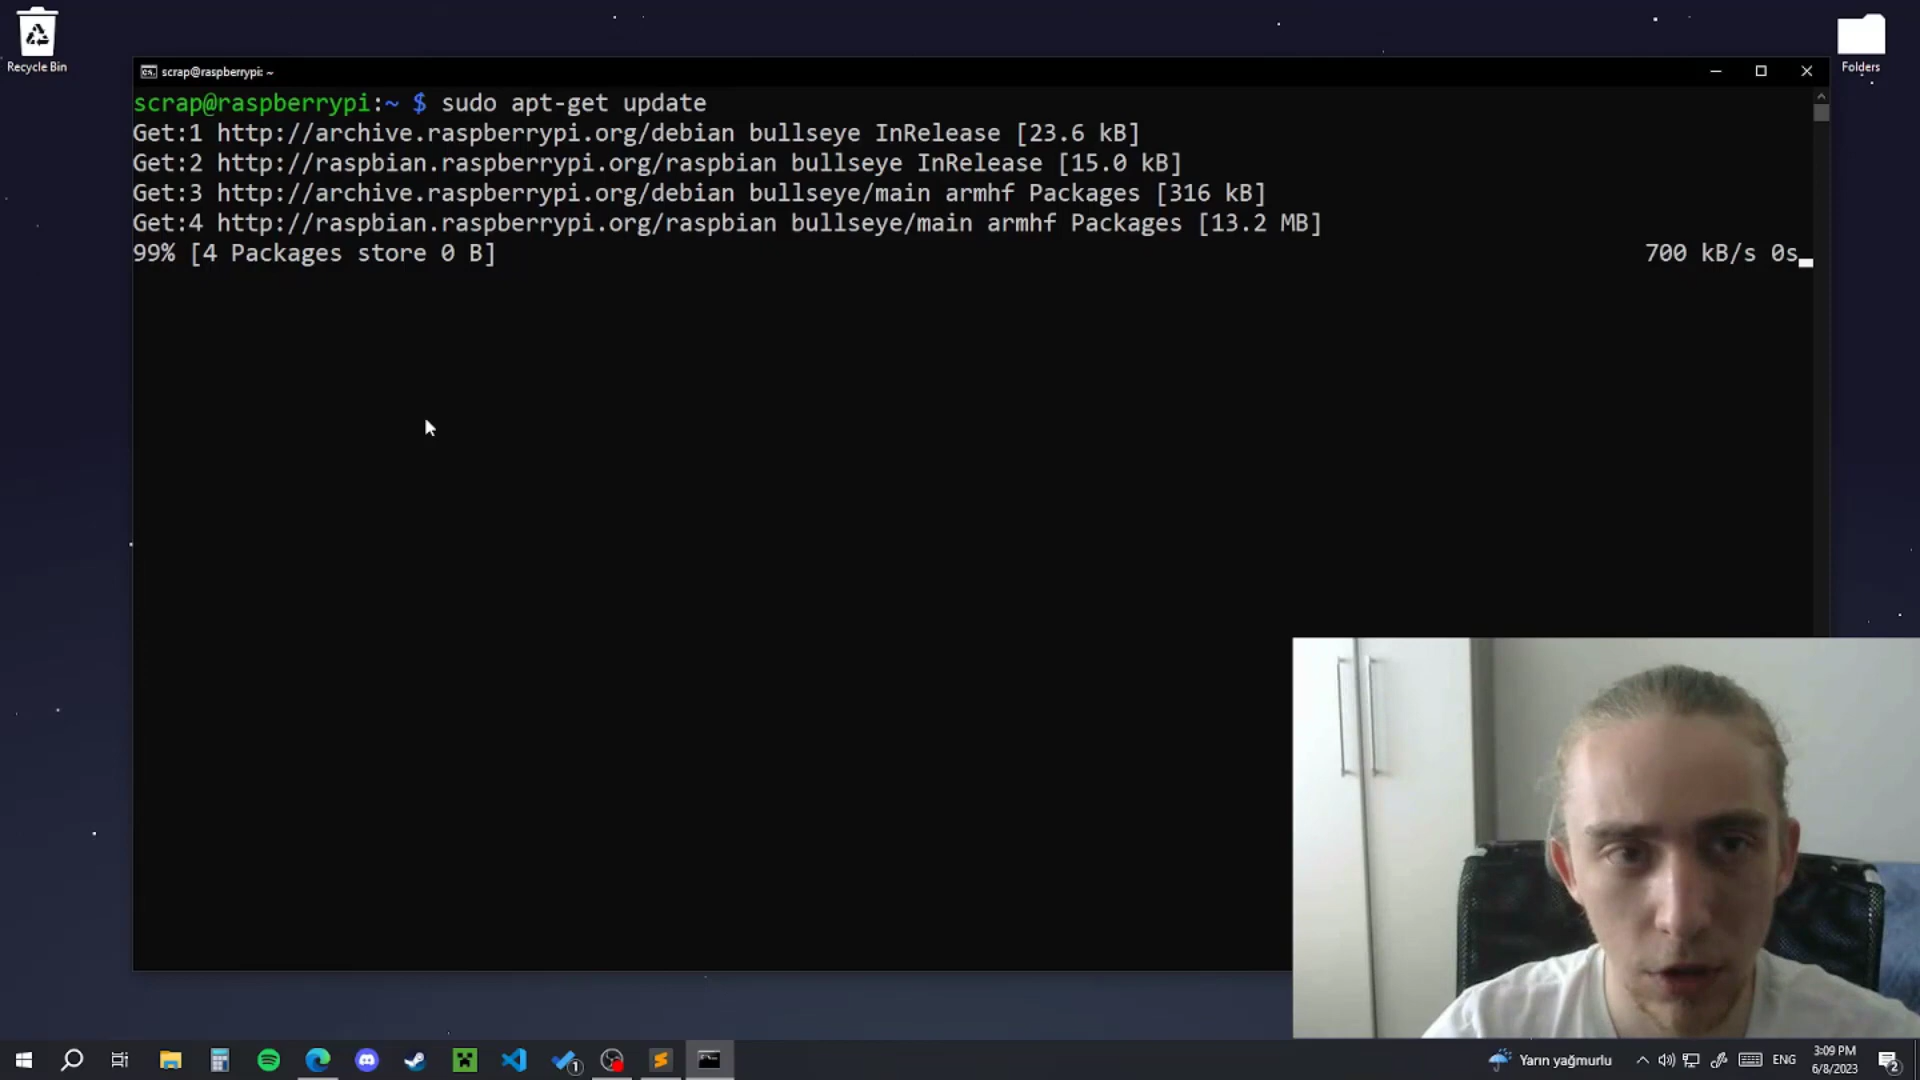 Recycle Bin
Folders
scrap@raspberrypi: ~
scrap@raspberrypi:~ $ sudo apt-get update
Get:1 http://archive.raspberrypi.org/debian bullseye InRelease [23.6 kB]
Get:2 http://raspbian.raspberrypi.org/raspbian bullseye InRelease [15.0 kB]
Get:3 http://archive.raspberrypi.org/debian bullseye/main armhf Packages [316 kB]
Get:4 http://raspbian.raspberrypi.org/raspbian bullseye/main armhf Packages [13.2 MB]
99% [4 Packages store 0 B] 700 kB/s 0s
1
Yarın yağmurlu
ENG
3:09 PM
6/8/2023
2